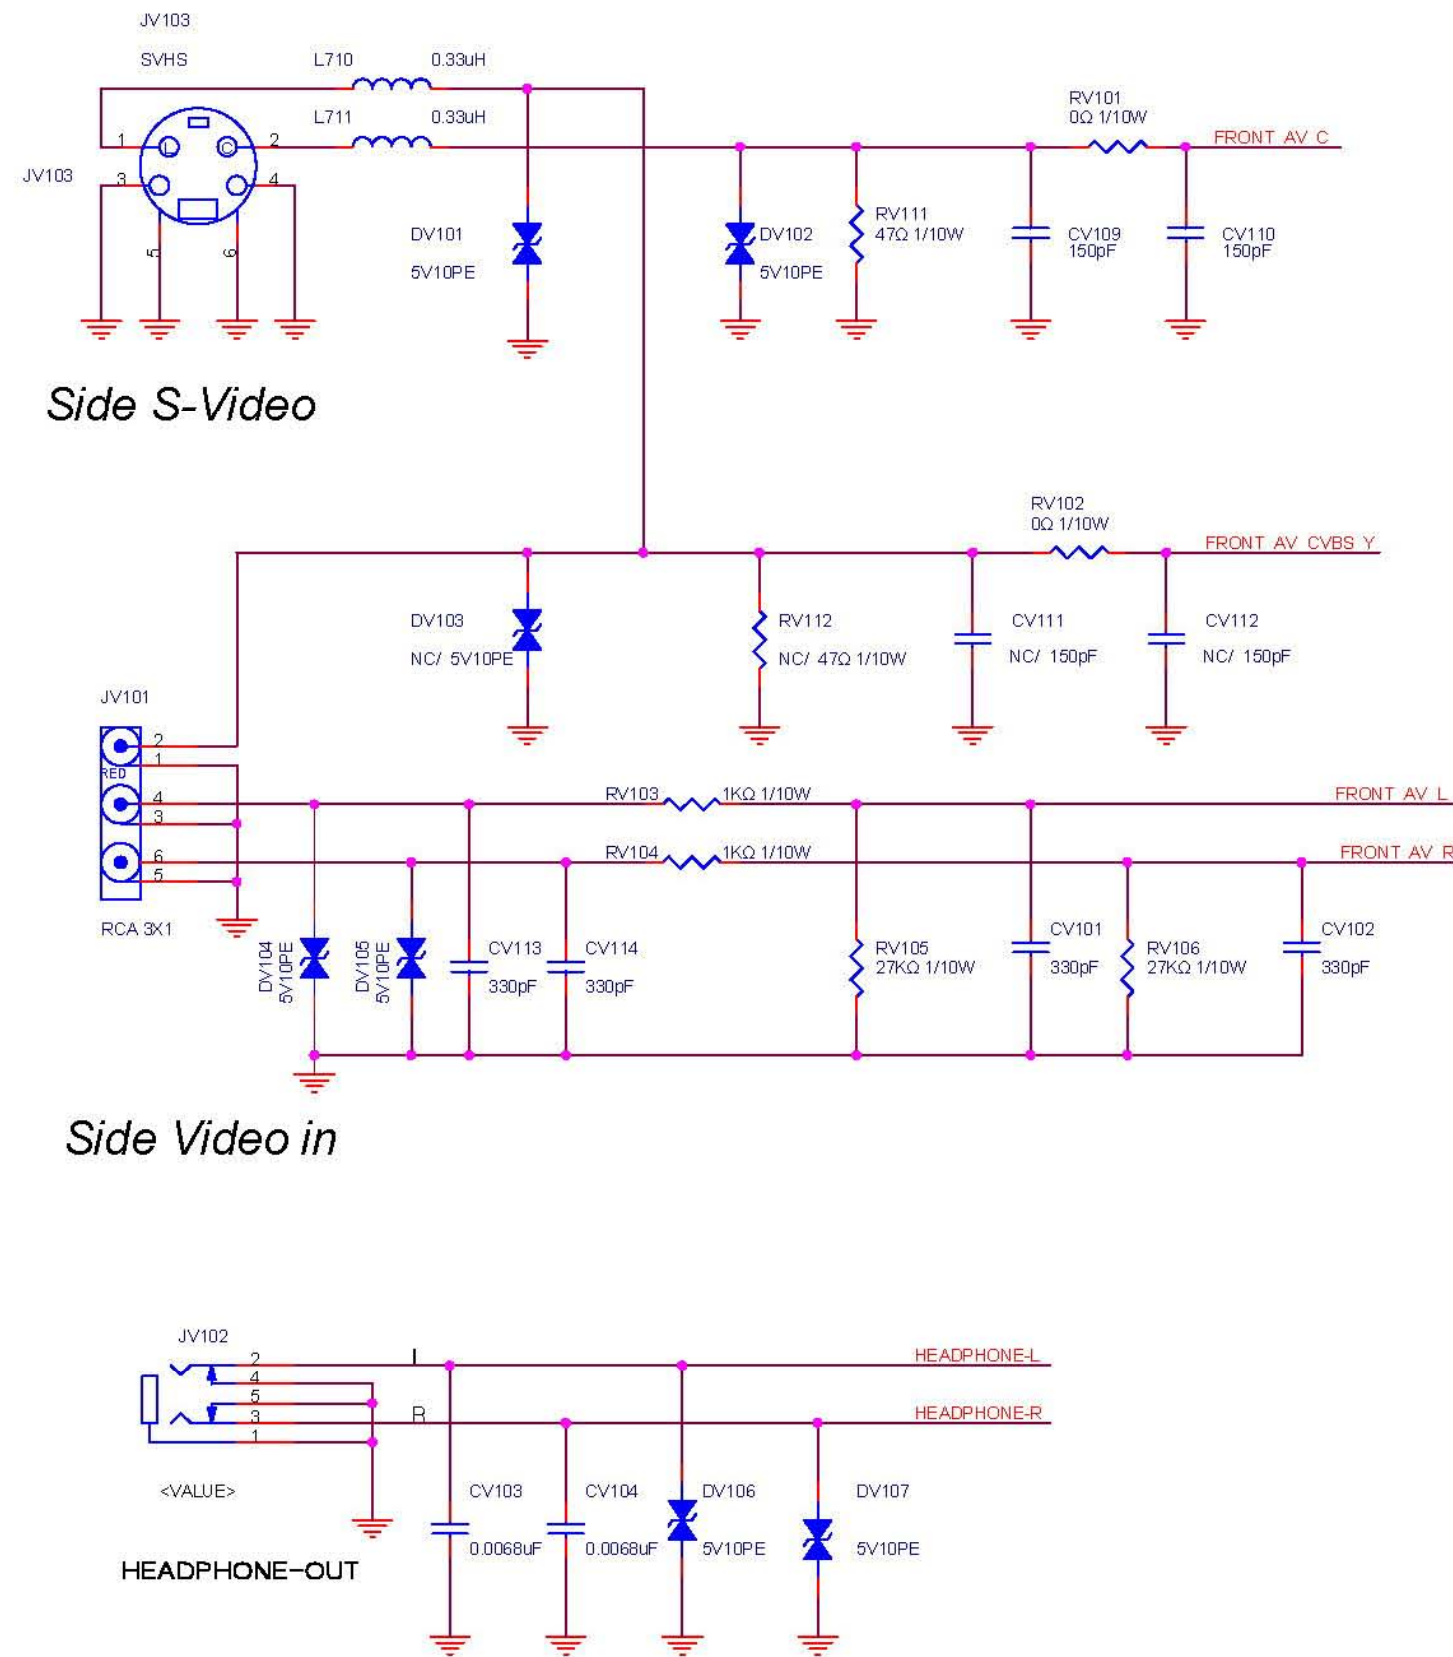 JV103
SVHS
L710
0.33uH
L711
0.33uH
RV101
0Ω 1/10W
FRONT AV C
1
L
C
2
JV103
3
4
5
6
DV101
5V10PE
DV102
5V10PE
RV111
47Ω 1/10W
CV109
150pF
CV110
150pF
Side S-Video
RV102
0Ω 1/10W
FRONT AV CVBS Y
DV103
NC/ 5V10PE
RV112
NC/ 47Ω 1/10W
CV111
NC/ 150pF
CV112
NC/ 150pF
JV101
2
1
RED
4
3
6
5
RCA 3X1
RV103
1KΩ 1/10W
FRONT AV L
RV104
1KΩ 1/10W
FRONT AV R
DV104
5V10PE
DV105
5V10PE
CV113
330pF
CV114
330pF
RV105
27KΩ 1/10W
CV101
330pF
RV106
27KΩ 1/10W
CV102
330pF
Side Video in
JV102
2
4
5
3
1
R
HEADPHONE-L
HEADPHONE-R
<VALUE>
CV103
0.0068uF
CV104
0.0068uF
DV106
5V10PE
DV107
5V10PE
HEADPHONE-OUT